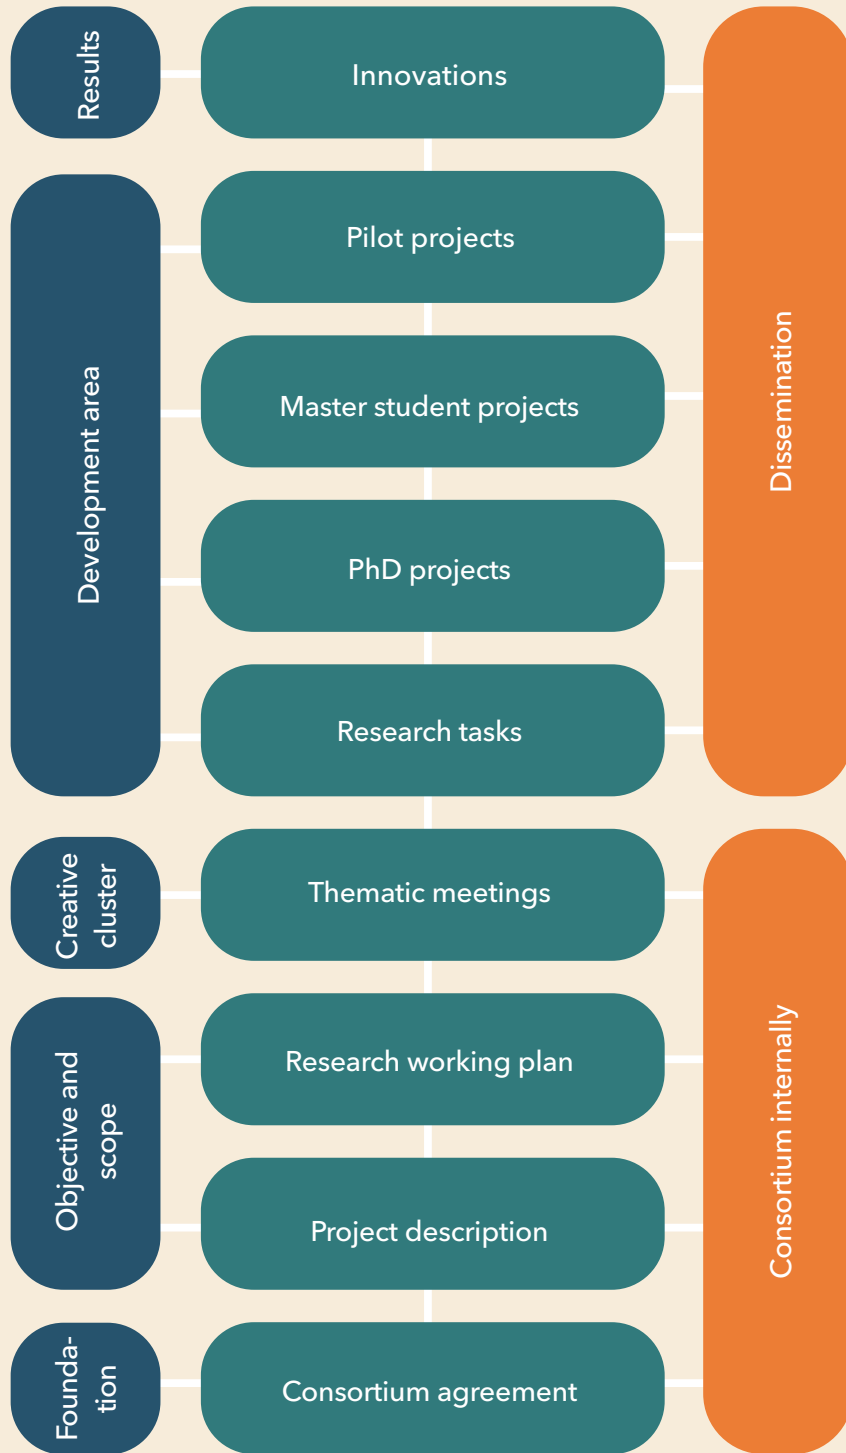 Results
Innovations
Pilot projects
Development area
Master student projects
Dissemination
PhD projects
Research tasks
Creative
cluster
Thematic meetings
Objective and
scope
Research working plan
Consortium internally
Project description
Founda-
tion
Consortium agreement